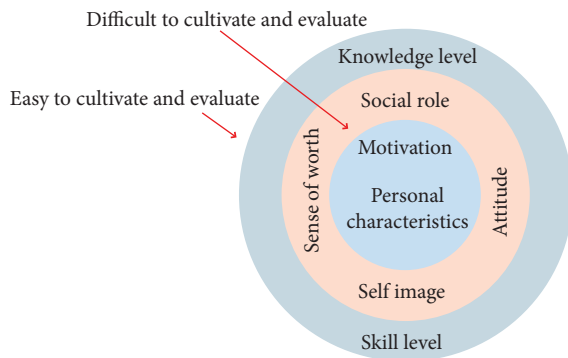 Difficult to cultivate and evaluate
Knowledge level
Easy to cultivate and evaluate
Social role
Motivation
Sense of worth
Attitude
Personal
characteristics
Self image
Skill level